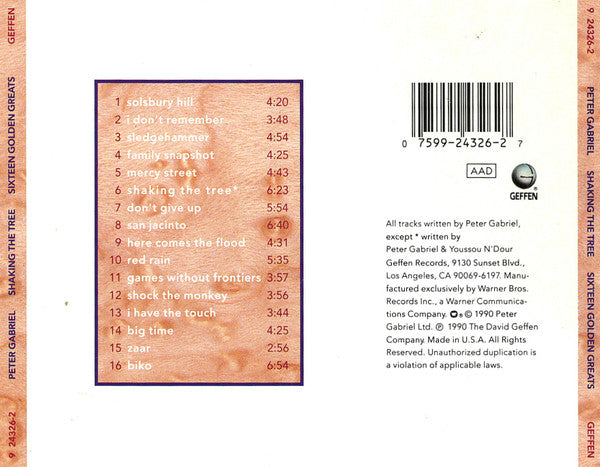 9 24326-2 PETER GABRIEL SHAKING THE TREE SIXTEEN GOLDEN GREATS GEFFEN
1 solsbury hill 4:20
2 i don't remember 3:48
3 sledgehammer 4:54
4 family snapshot 4:25
5 mercy street 4:43
6 shaking the tree* 6:23
7 don't give up 5:54
8 san jacinto 6:40
9 here comes the flood 4:31
10 red rain 5:35
11 games without frontiers 3:57
12 shock the monkey 3:56
13 i have the touch 3:44
14 big time 4:25
15 zaar 2:56
16 biko 6:54
0 7599-24326-2 7
AAD
GEFFEN
All tracks written by Peter Gabriel,
except * written by
Peter Gabriel & Youssou N'Dour
Geffen Records, 9130 Sunset Blvd.,
Los Angeles, CA 90069-6197. Manu-
factured exclusively by Warner Bros.
Records Inc., a Warner Communica-
tions Company. ® © 1990 Peter
Gabriel Ltd. ℗ 1990 The David Geffen
Company. Made in U.S.A. All Rights
Reserved. Unauthorized duplication is
a violation of applicable laws.
9 24326-2 PETER GABRIEL SHAKING THE TREE SIXTEEN GOLDEN GREATS GEFFEN